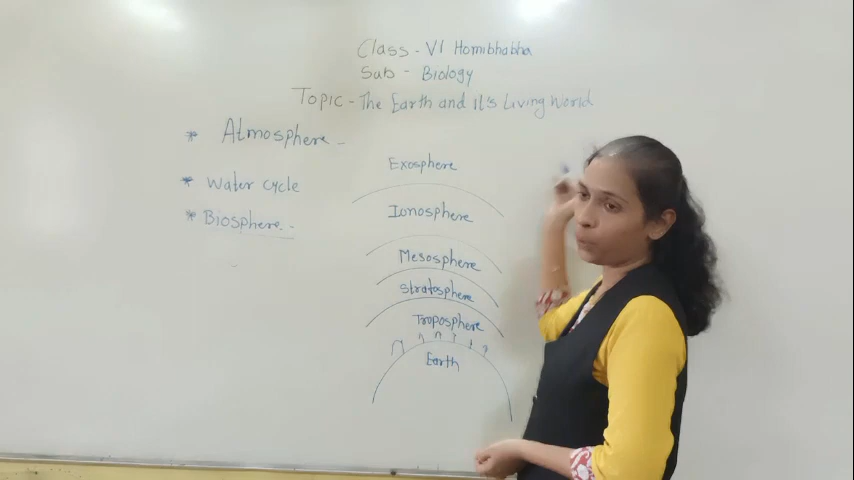 Class - VI Homibhabha
Sub - Biology
Topic - The Earth and It's Living World
* Atmosphere -
* Water cycle
* Biosphere -
Exosphere
Ionosphere
Mesosphere
Stratosphere
Troposphere
Earth